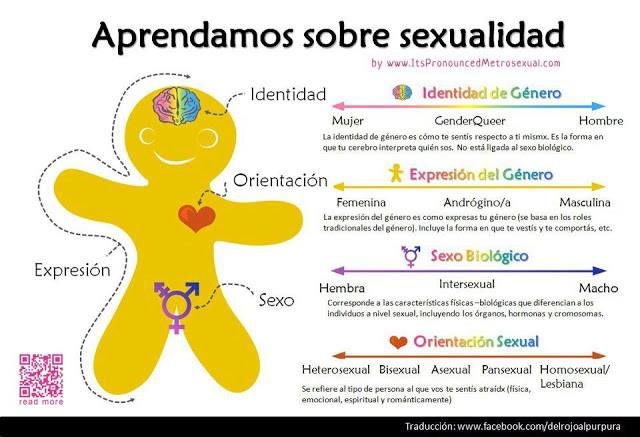 Aprendamos sobre sexualidad
by www.ItsPronouncedMetrosexual.com
Identidad
Orientación
Expresión
Sexo
Identidad de Género
Mujer GenderQueer Hombre
La identidad de género es cómo te sentís respecto a ti mismx. Es la forma en
que tu cerebro interpreta quién sos. No está ligada al sexo biológico.
Expresión del Género
Femenina Andrógino/a Masculina
La expresión del género es como expresas tu género (se basa en los roles
tradicionales del género). Incluye la forma en que te vestís y te comportás, etc.
Sexo Biológico
Hembra Intersexual Macho
Corresponde a las características físicas –biológicas que diferencian a los
individuos a nivel sexual, incluyendo los órganos, hormonas y cromosomas.
Orientación Sexual
Heterosexual Bisexual Asexual Pansexual Homosexual/
Lesbiana
Se refiere al tipo de persona al que vos te sentís atraídx (física,
emocional, espiritual y románticamente)
read more
Traducción: www.facebook.com/delrojoalpurpura